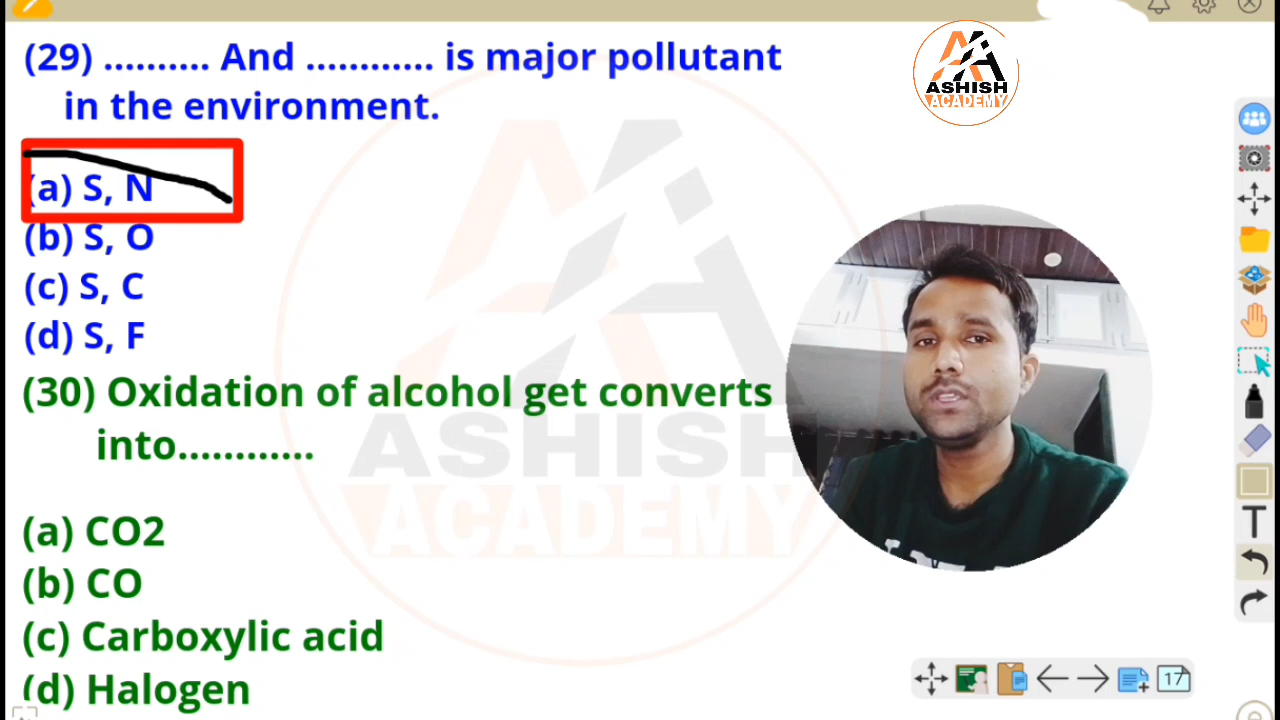 (29) .......... And ............ is major pollutant
in the environment.
ASHISH
ACADEMY
(a) S, N
(b) S, O
(c) S, C
(d) S, F
(30) Oxidation of alcohol get converts
into............
ASHISH
ACADEMY
(a) CO2
(b) CO
(c) Carboxylic acid
(d) Halogen
T
17